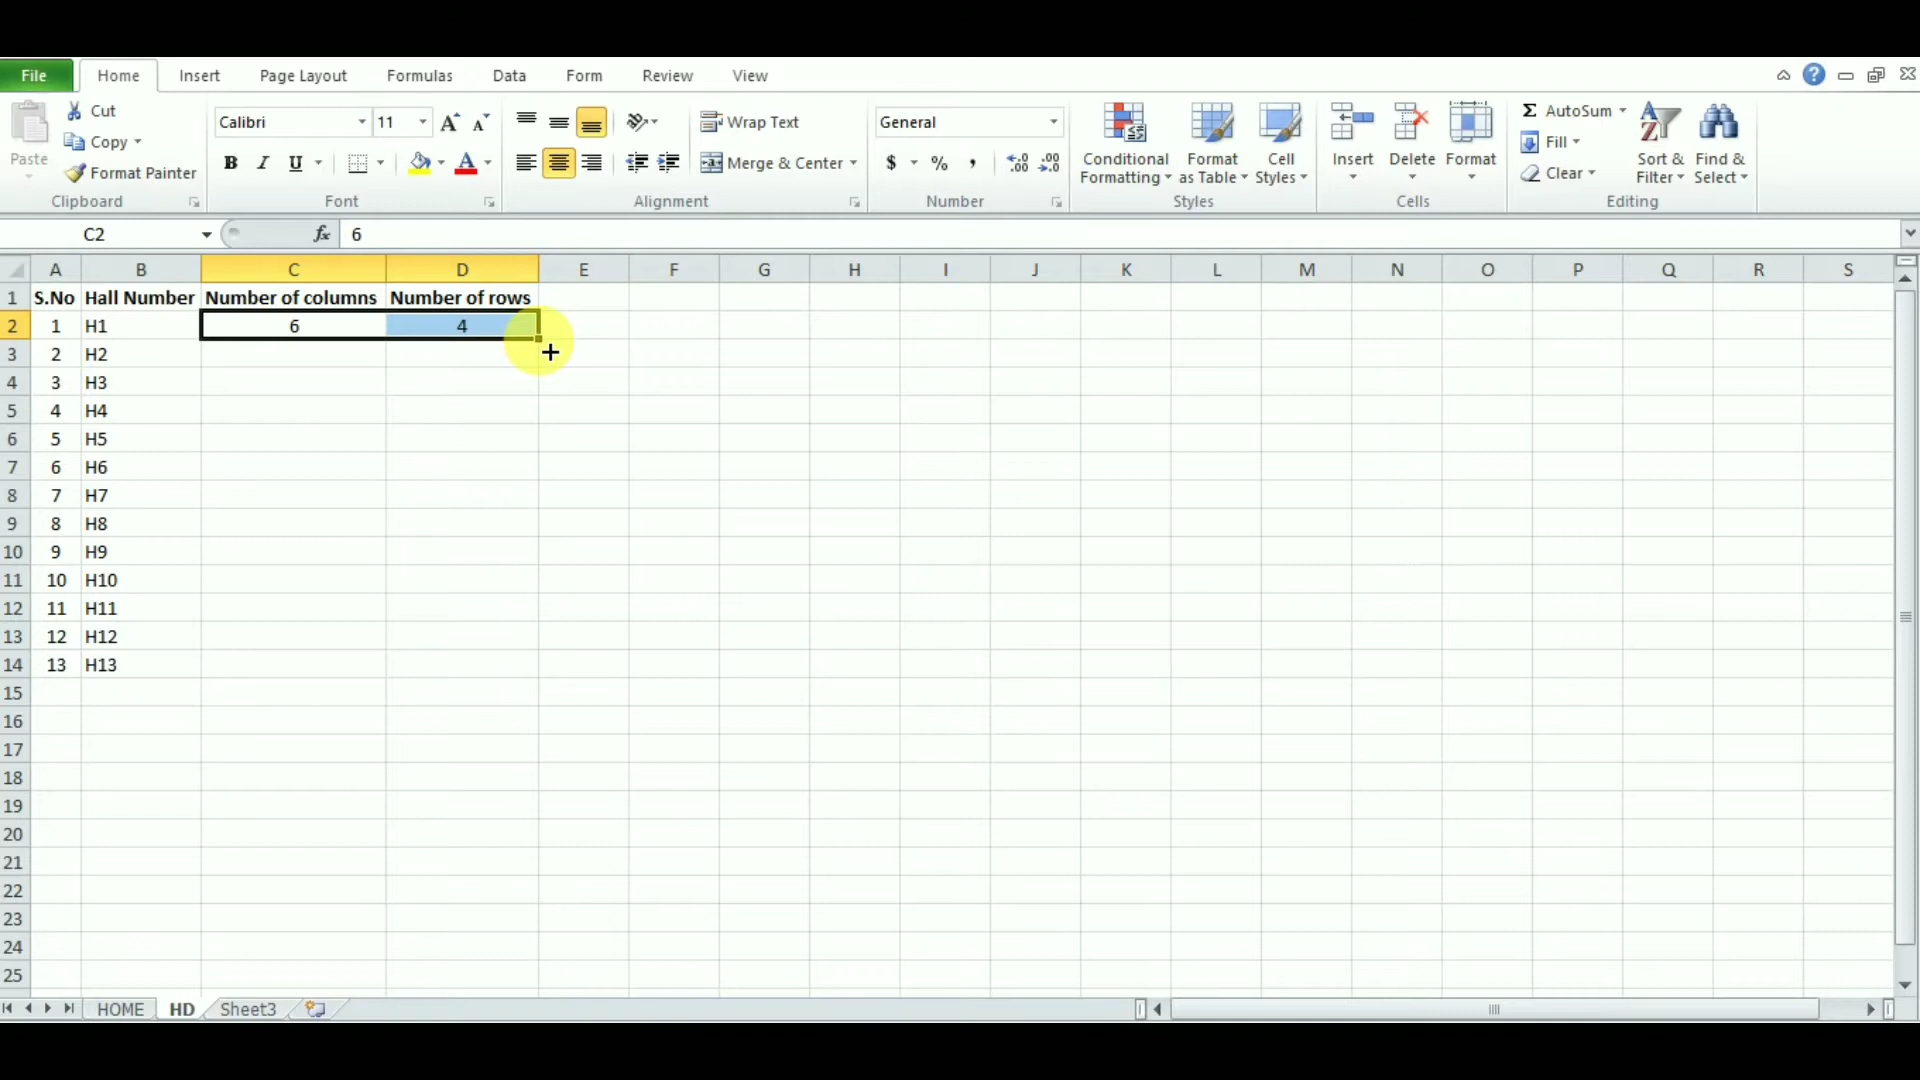 File Home Insert Page Layout Formulas Data Form Review View
Cut
Copy
Format Painter
Paste
Clipboard
Calibri 11
B I U
Font
Wrap Text
Merge & Center
Alignment
General
$ % ,
Number
Conditional Formatting
Format as Table
Cell Styles
Styles
Insert Delete Format
Cells
Σ AutoSum
Fill
Clear
Sort & Filter
Find & Select
Editing
C2 fx 6
A B C D E F G H I J K L M N O P Q R S
1 S.No Hall Number Number of columns Number of rows
2 1 H1 6 4
3 2 H2
4 3 H3
5 4 H4
6 5 H5
7 6 H6
8 7 H7
9 8 H8
10 9 H9
11 10 H10
12 11 H11
13 12 H12
14 13 H13
15
16
17
18
19
20
21
22
23
24
25
HOME HD Sheet3